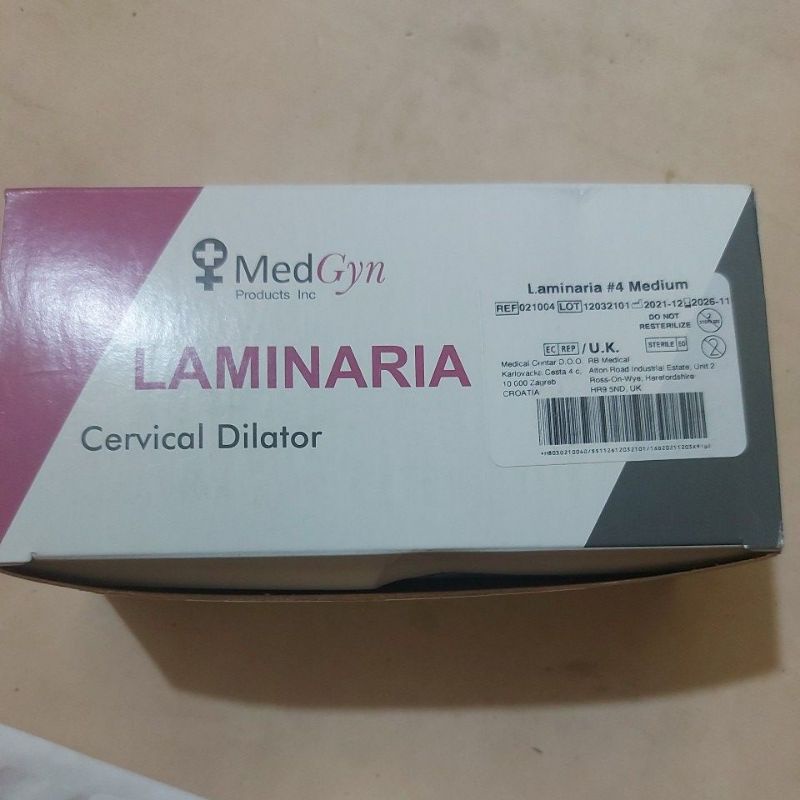 MedGyn
Products Inc
LAMINARIA
Cervical Dilator
Laminaria #4 Medium
REF 021004 LOT 12032101 2021-12 2026-11
DO NOT
RESTERILIZE
STERILE EO
2
EC REP / U.K.
Medical Centar D.O.O.
Karlovacka Cesta 4 c,
10 000 Zagreb
CROATIA
RB Medical
Alton Road Industrial Estate, Unit 2
Ross-On-Wye, Herefordshire
HR9 5ND, UK